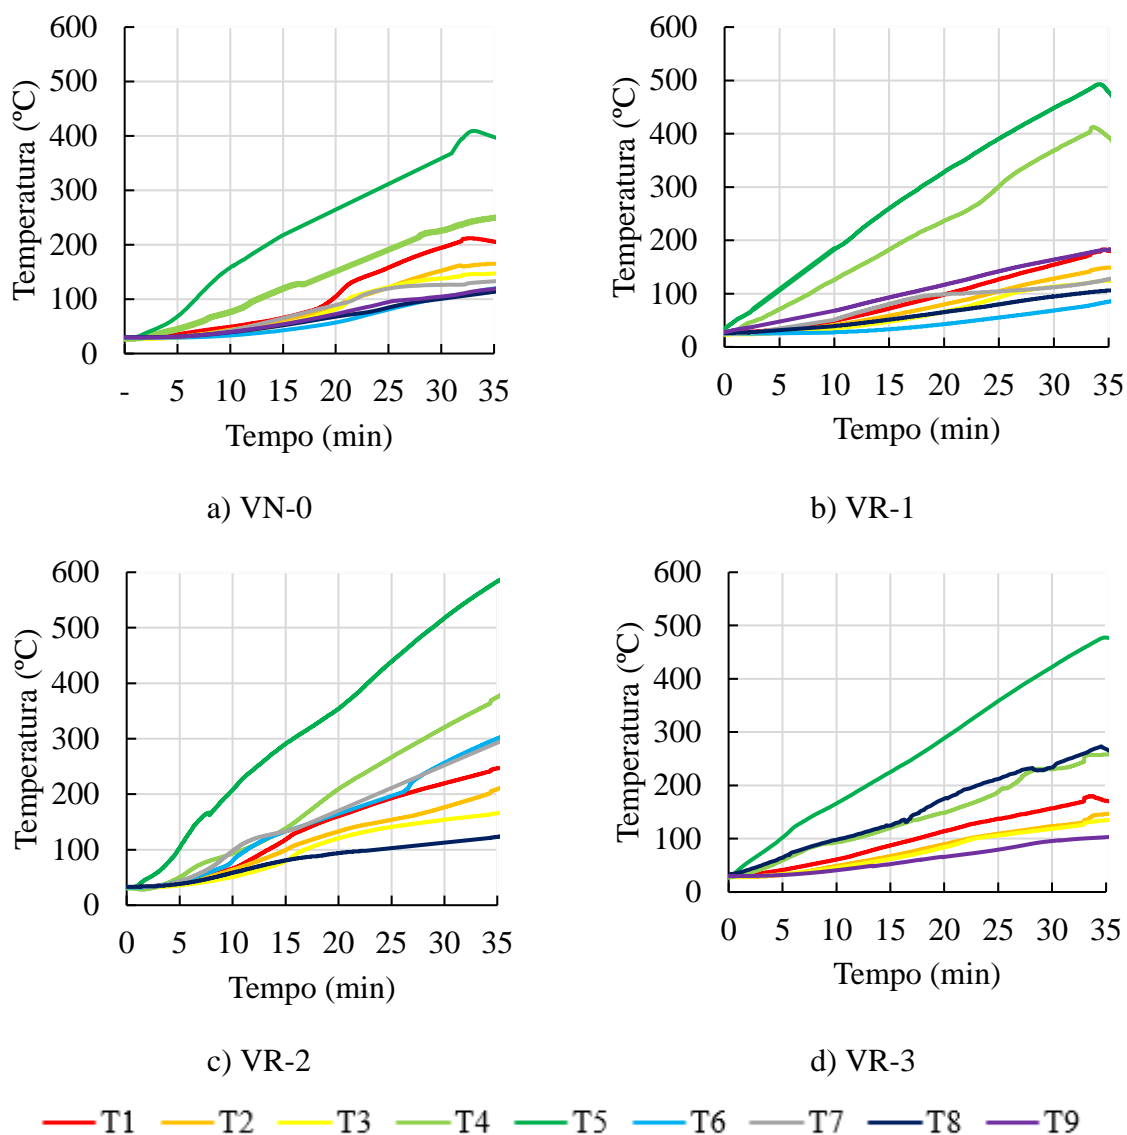 600
500
400
300
200
100
0
Temperatura (ºC)
- 5 10 15 20 25 30 35
Tempo (min)
a) VN-0
600
500
400
300
200
100
0
Temperatura (ºC)
0 5 10 15 20 25 30 35
Tempo (min)
b) VR-1
600
500
400
300
200
100
0
Temperatura (ºC)
0 5 10 15 20 25 30 35
Tempo (min)
c) VR-2
600
500
400
300
200
100
0
Temperatura (ºC)
0 5 10 15 20 25 30 35
Tempo (min)
d) VR-3
T1 T2 T3 T4 T5 T6 T7 T8 T9